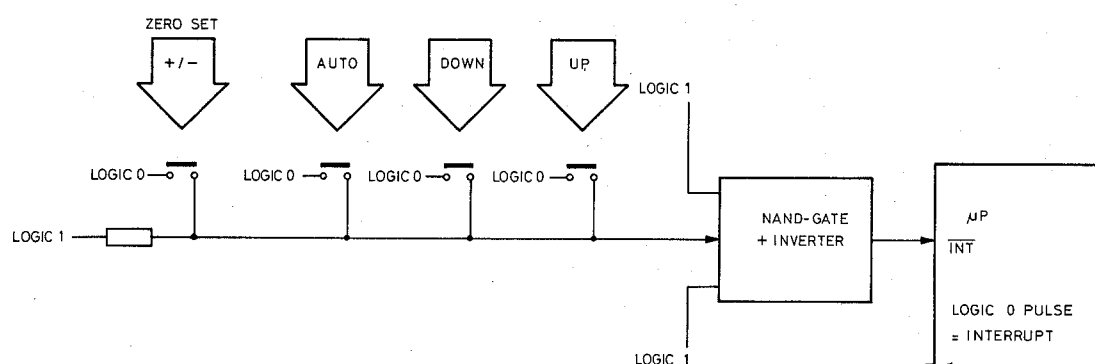 ZERO SET
+/-
AUTO
DOWN
UP
LOGIC 1
LOGIC 0
LOGIC 0
LOGIC 0
LOGIC 0
LOGIC 1
NAND-GATE
+ INVERTER
µP
INT
LOGIC 0 PULSE
= INTERRUPT
LOGIC 1